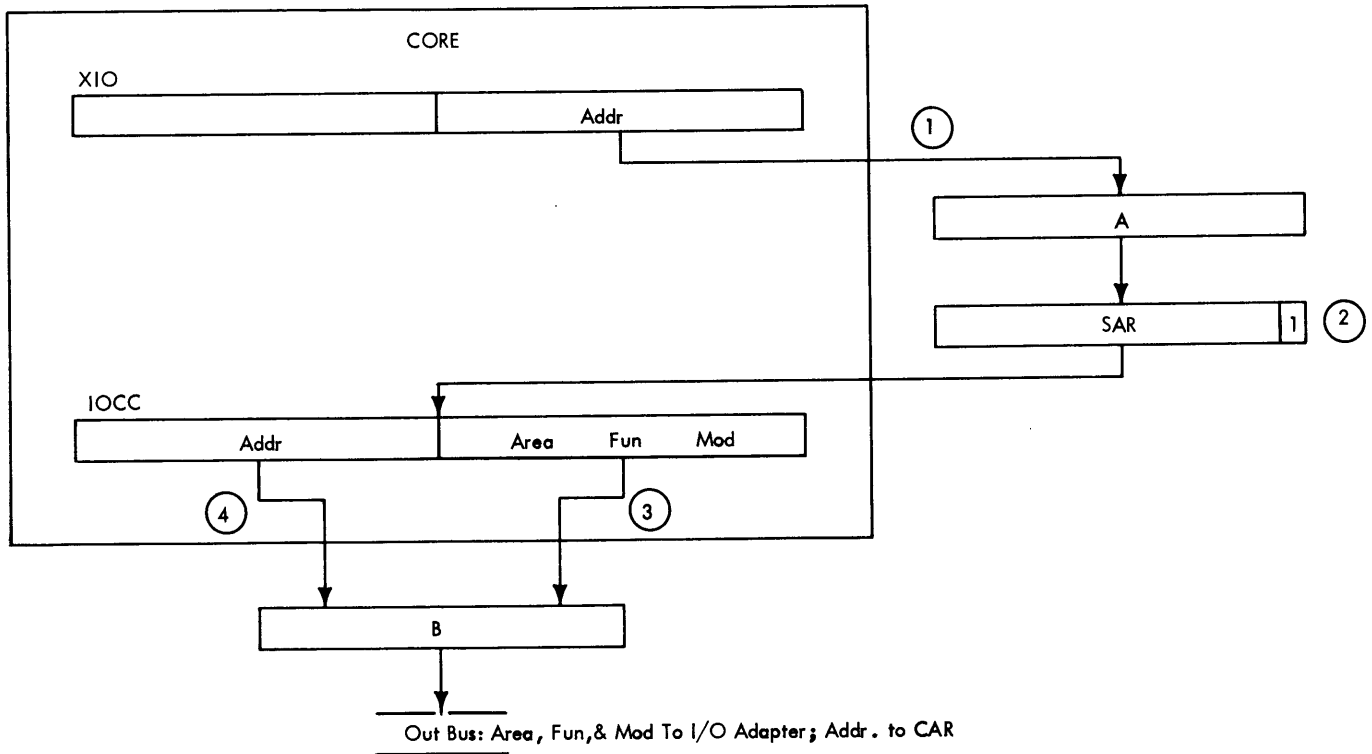 CORE
XIO
Addr
1
A
SAR 1 2
IOCC
Addr Area Fun Mod
4 3
B
Out Bus: Area, Fun, & Mod To I/O Adapter; Addr. to CAR